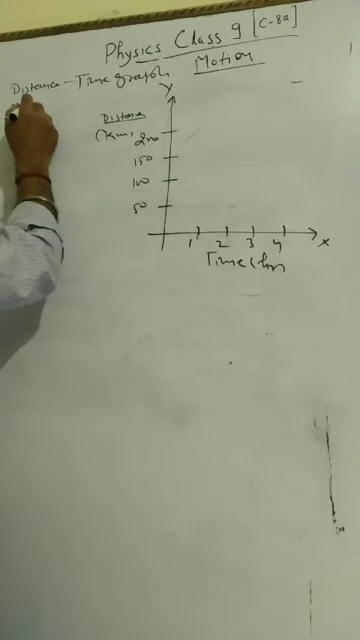 Physics Class 9 [C-8a]
Distance - Time graph Motion
Y
Distance
(Km)
200
150
100
50
1 2 3 4 X
Time (hr)